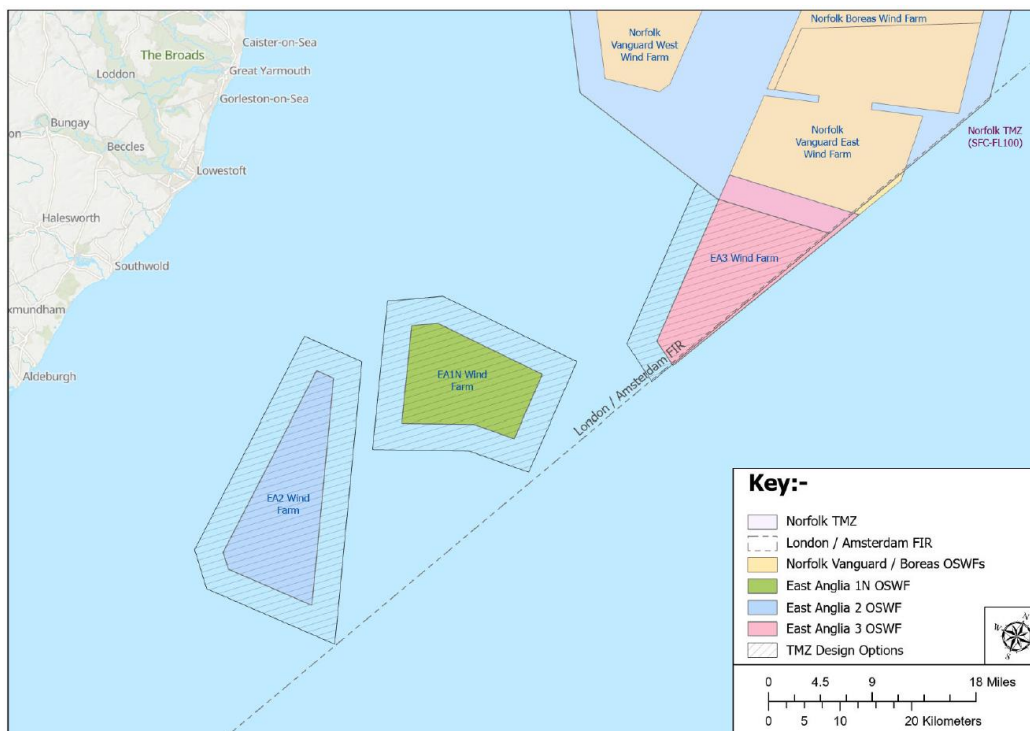 Caister-on-Sea
The Broads
Loddon
Great Yarmouth
Gorleston-on-Sea
Bungay
Beccles
Lowestoft
Halesworth
Southwold
xmundham
Aldeburgh
Norfolk
Vanguard West
Wind Farm
Norfolk Boreas Wind Farm
Norfolk
Vanguard East
Wind Farm
Norfolk TMZ
(SFC-FL100)
EA3 Wind Farm
London / Amsterdam FIR
EA1N Wind
Farm
EA2 Wind
Farm
Key:-
Norfolk TMZ
London / Amsterdam FIR
Norfolk Vanguard / Boreas OSWFs
East Anglia 1N OSWF
East Anglia 2 OSWF
East Anglia 3 OSWF
TMZ Design Options
N
W
S
0 4.5 9 18 Miles
0 5 10 20 Kilometers